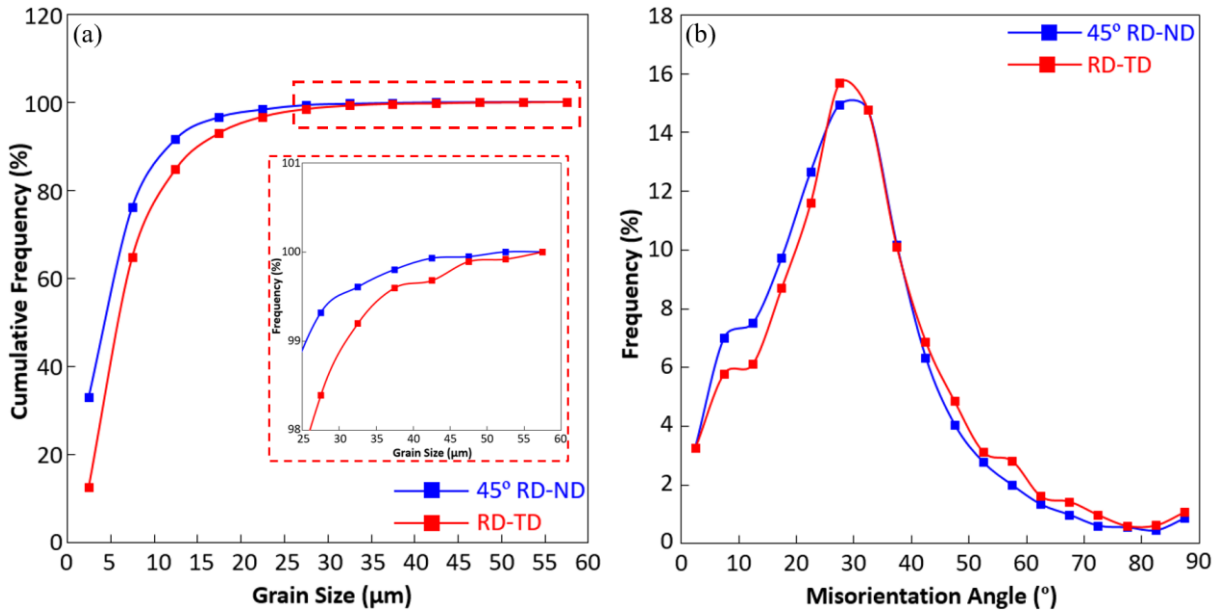 (a)
120
100
80
60
40
20
0
Cumulative Frequency (%)
0 5 10 15 20 25 30 35 40 45 50 55 60
Grain Size (µm)
45º RD-ND
RD-TD
101
100
99
98
Frequency (%)
25 30 35 40 45 50 55 60
Grain Size (µm)
(b)
18
16
14
12
10
8
6
4
2
0
Frequency (%)
0 10 20 30 40 50 60 70 80 90
Misorientation Angle (º)
45º RD-ND
RD-TD